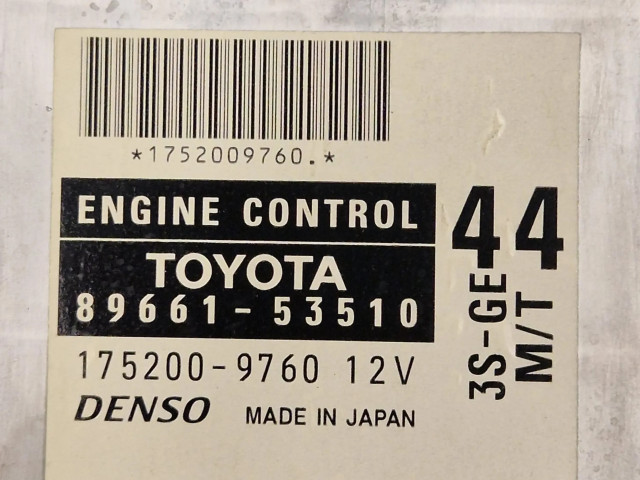 *1752009760.*
ENGINE CONTROL
TOYOTA
89661-53510
175200-9760 12V
DENSO MADE IN JAPAN
44
3S-GE
M/T